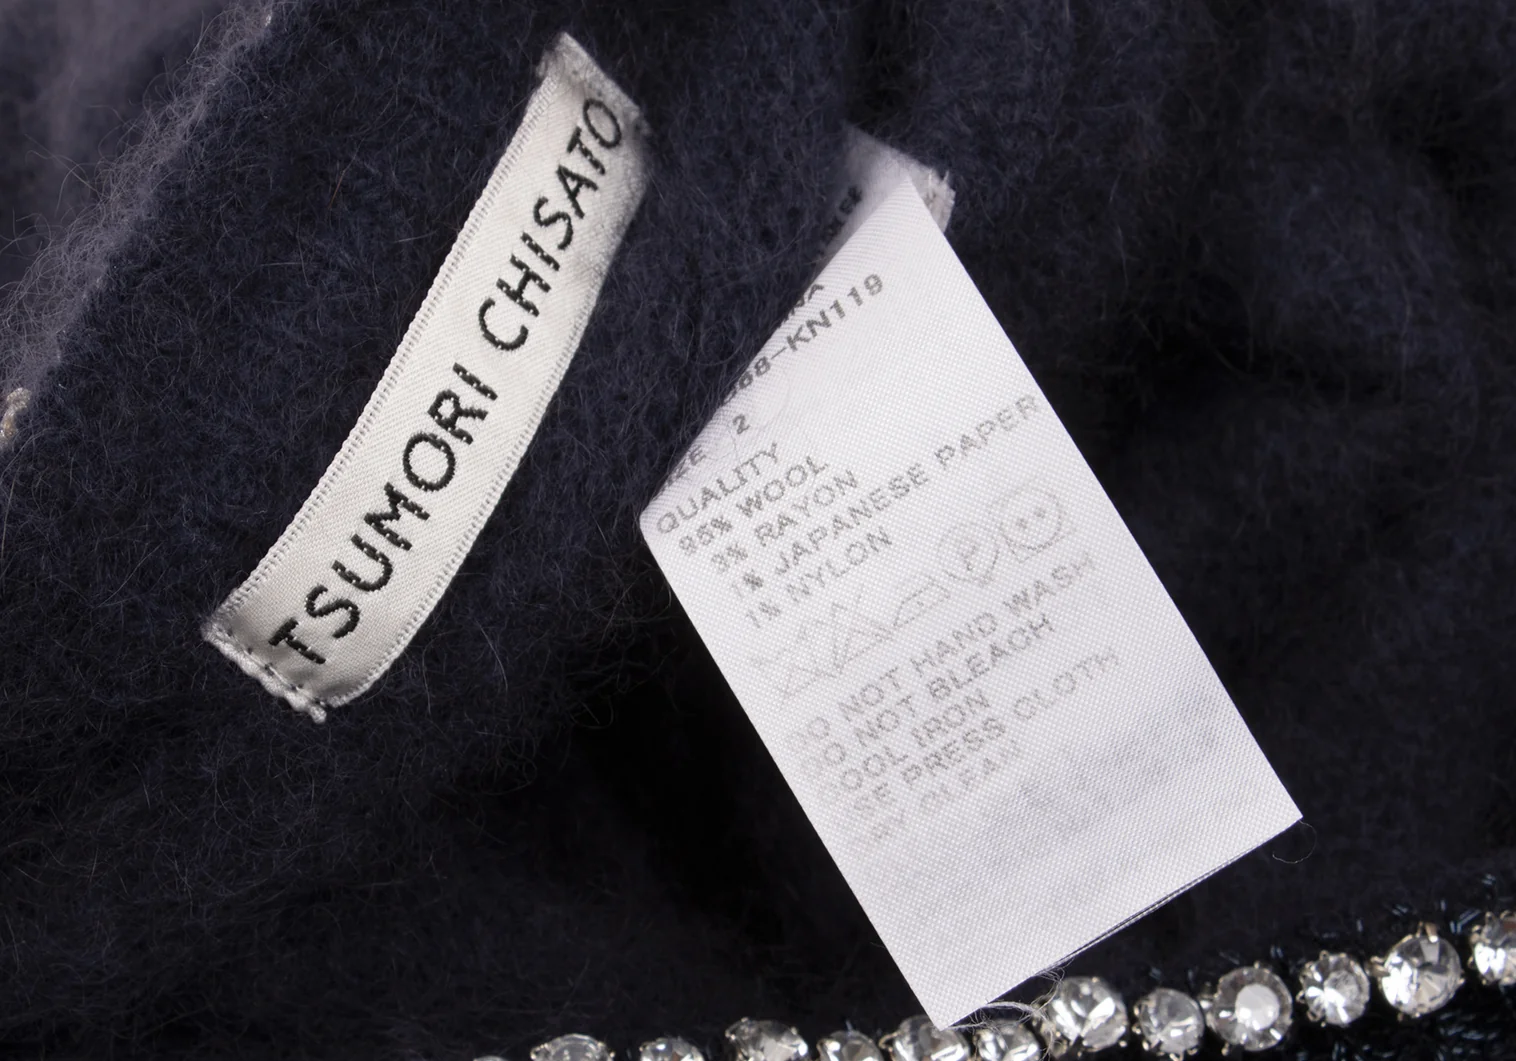 TSUMORI CHISATO
68-KN119
2
QUALITY
95% WOOL
3% RAYON
1% JAPANESE PAPER
1% NYLON
NOT HAND WASH
NOT BLEACH
IRON
PRESS CLOTH